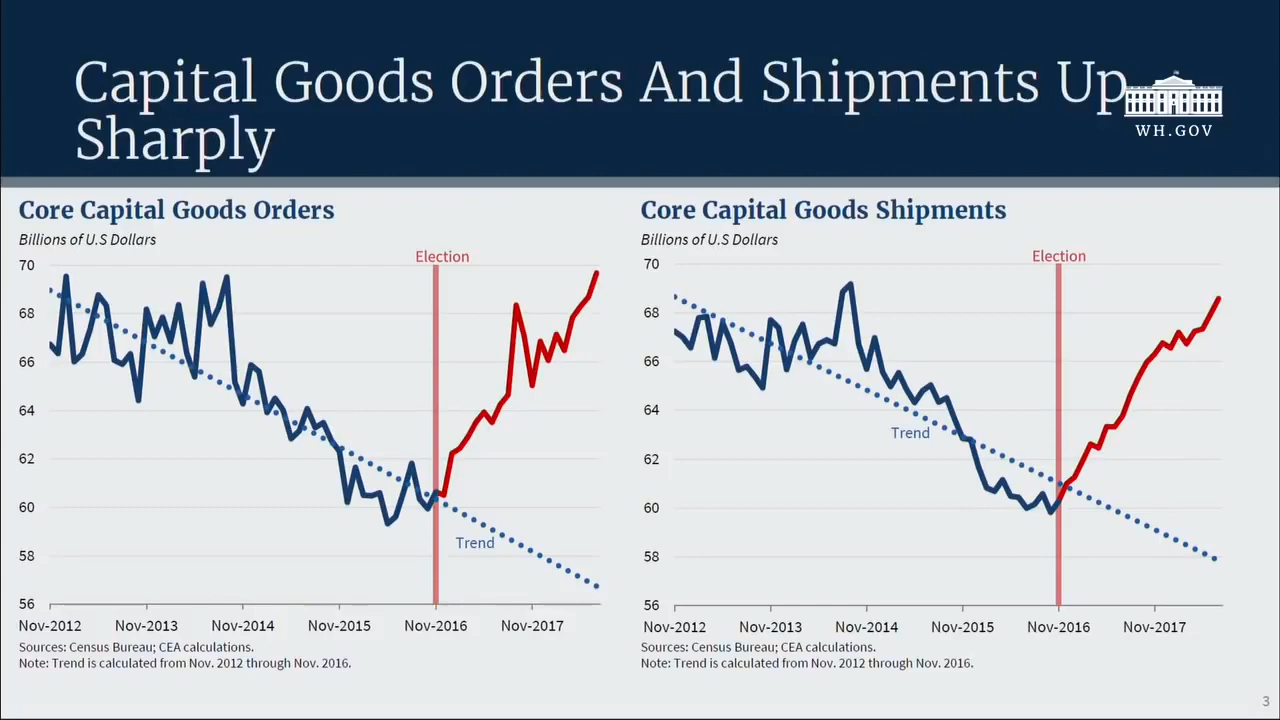 Capital Goods Orders And Shipments Up
Sharply
WH.GOV
Core Capital Goods Orders
Billions of U.S Dollars
Election
70
68
66
64
62
60
58
56
Trend
Nov-2012 Nov-2013 Nov-2014 Nov-2015 Nov-2016 Nov-2017
Sources: Census Bureau; CEA calculations.
Note: Trend is calculated from Nov. 2012 through Nov. 2016.
Core Capital Goods Shipments
Billions of U.S Dollars
Election
70
68
66
64
62
60
58
56
Trend
Nov-2012 Nov-2013 Nov-2014 Nov-2015 Nov-2016 Nov-2017
Sources: Census Bureau; CEA calculations.
Note: Trend is calculated from Nov. 2012 through Nov. 2016.
3